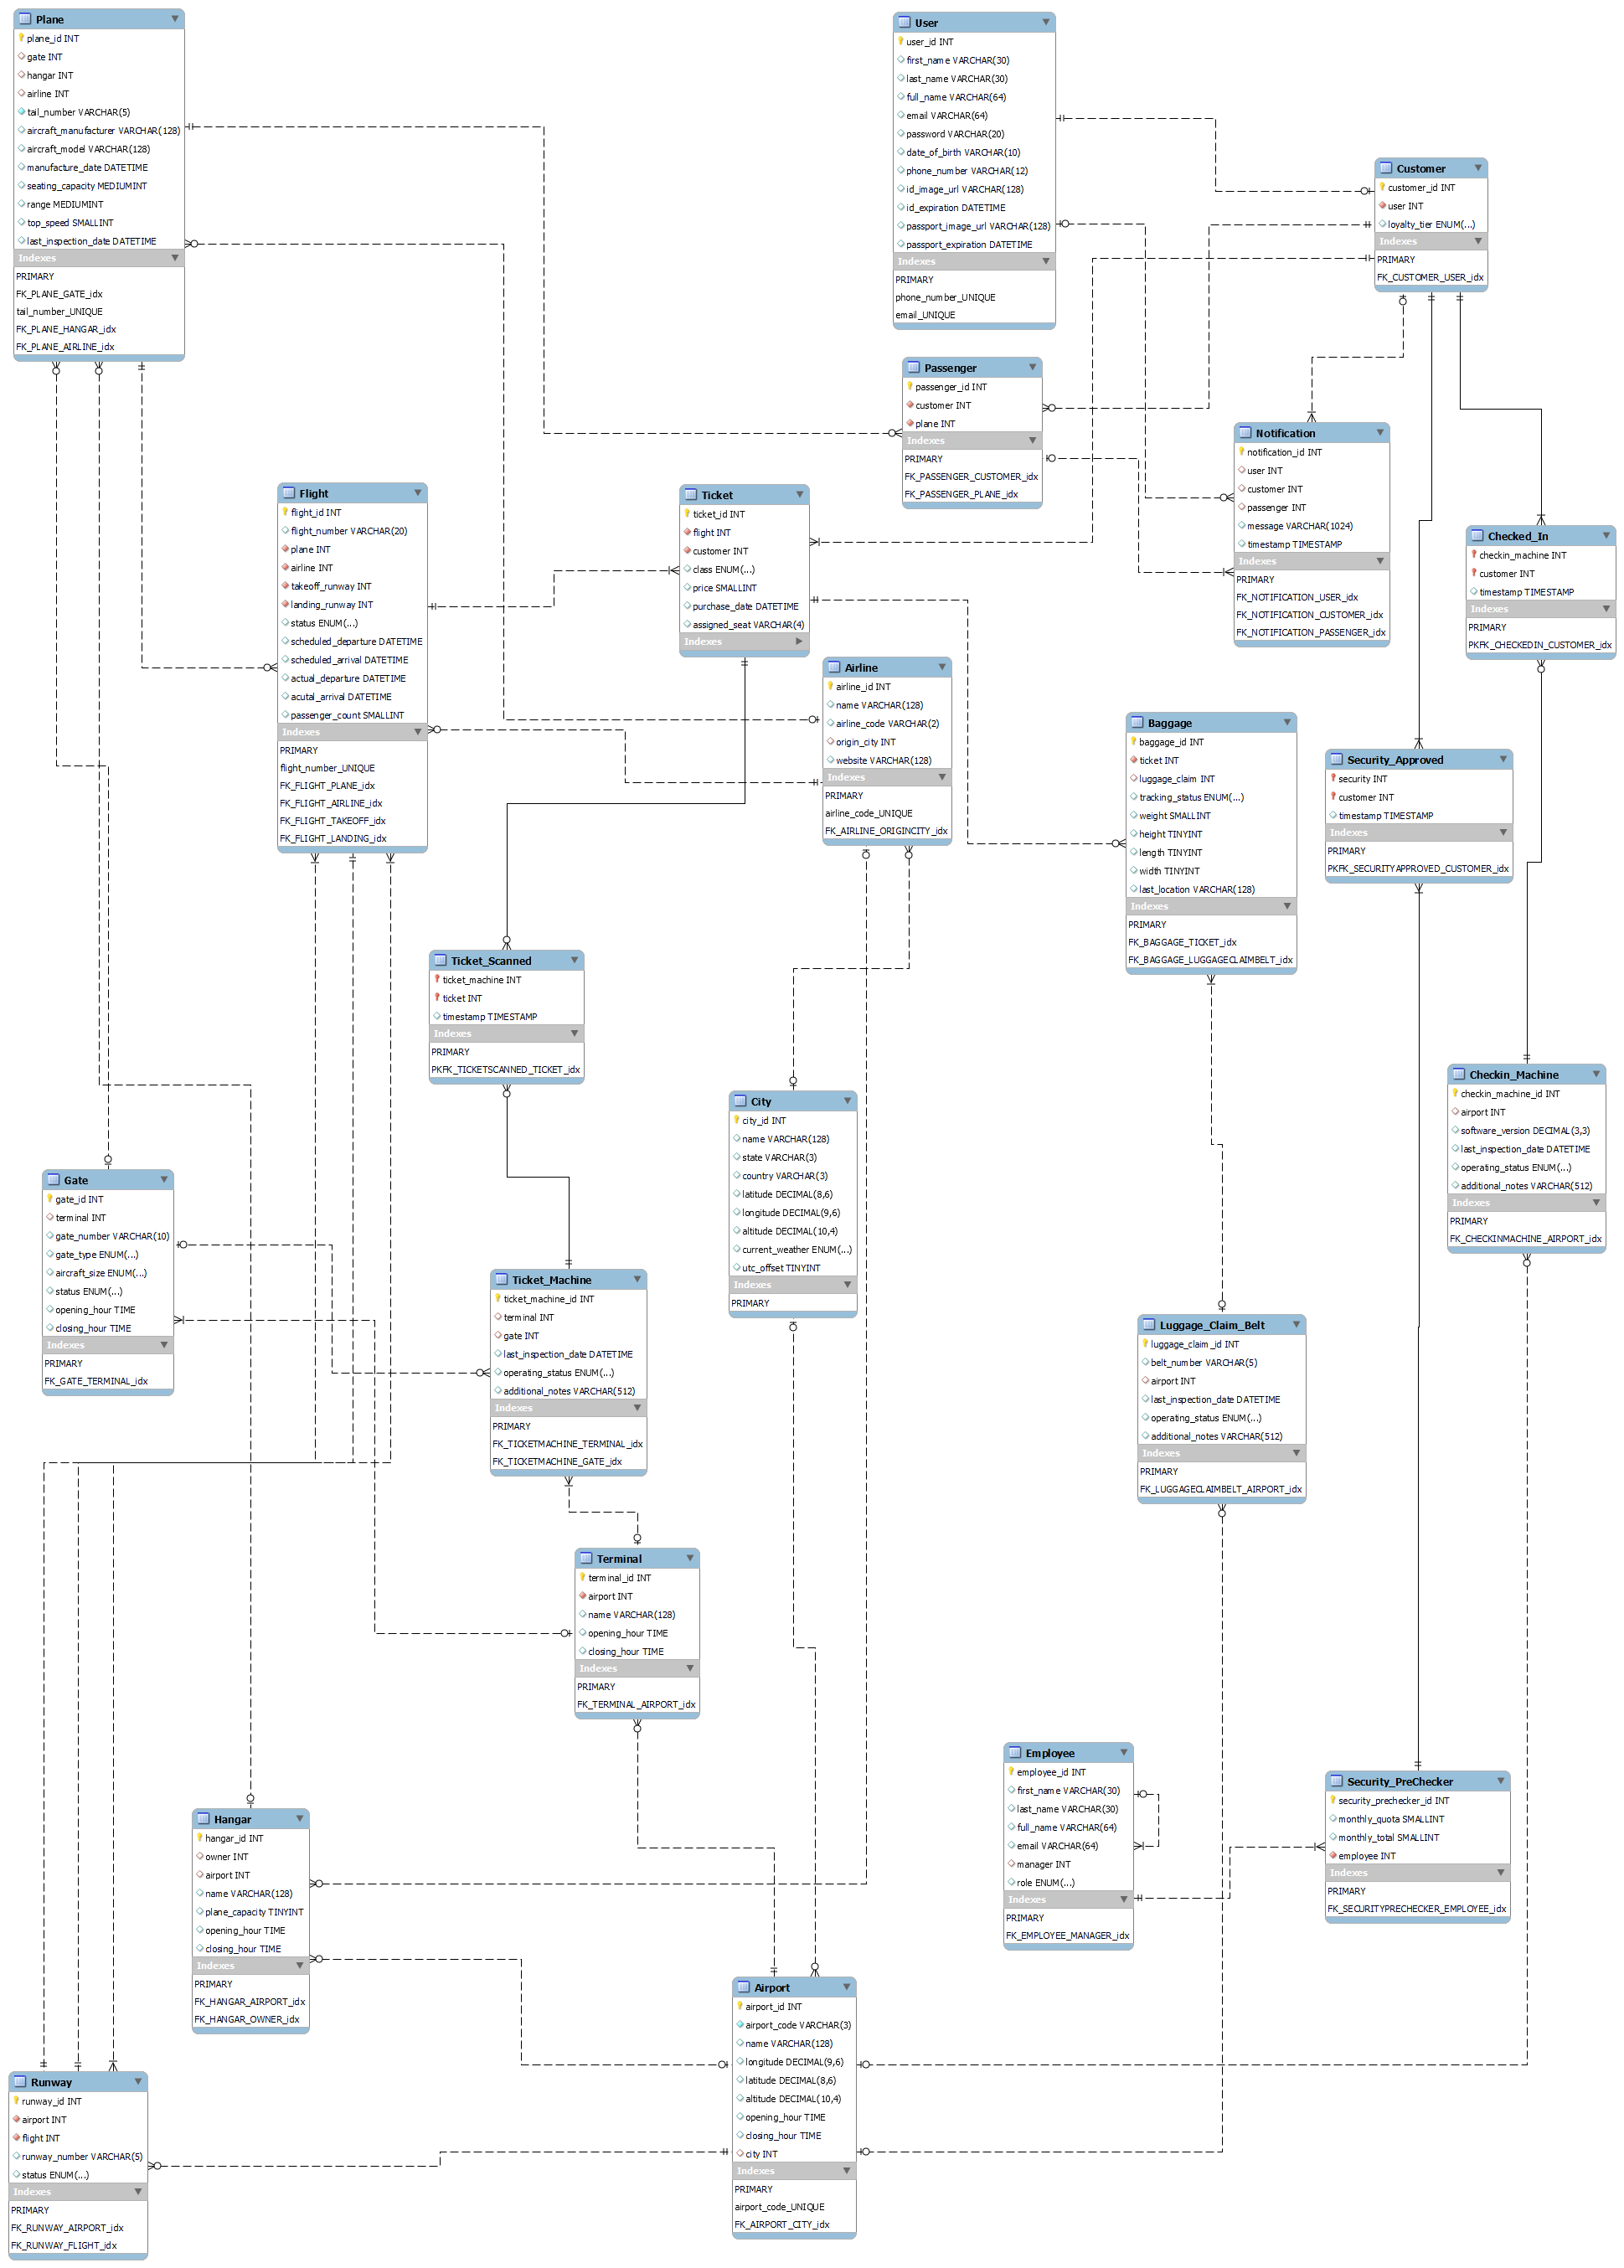 Plane
plane_id INT
gate INT
hangar INT
airline INT
tail_number VARCHAR(5)
aircraft_manufacturer VARCHAR(128)
aircraft_model VARCHAR(128)
manufacture_date DATETIME
seating_capacity MEDIUMINT
range MEDIUMINT
top_speed SMALLINT
last_inspection_date DATETIME
Indexes
PRIMARY
FK_PLANE_GATE_idx
tail_number_UNIQUE
FK_PLANE_HANGAR_idx
FK_PLANE_AIRLINE_idx
User
user_id INT
first_name VARCHAR(30)
last_name VARCHAR(30)
full_name VARCHAR(64)
email VARCHAR(64)
password VARCHAR(20)
date_of_birth VARCHAR(10)
phone_number VARCHAR(12)
id_image_url VARCHAR(128)
id_expiration DATETIME
passport_image_url VARCHAR(128)
passport_expiration DATETIME
Indexes
PRIMARY
phone_number_UNIQUE
email_UNIQUE
Customer
customer_id INT
user INT
loyalty_tier ENUM(...)
Indexes
PRIMARY
FK_CUSTOMER_USER_idx
Passenger
passenger_id INT
customer INT
plane INT
Indexes
PRIMARY
FK_PASSENGER_CUSTOMER_idx
FK_PASSENGER_PLANE_idx
Notification
notification_id INT
user INT
customer INT
passenger INT
message VARCHAR(1024)
timestamp TIMESTAMP
Indexes
PRIMARY
FK_NOTIFICATION_USER_idx
FK_NOTIFICATION_CUSTOMER_idx
FK_NOTIFICATION_PASSENGER_idx
Flight
flight_id INT
flight_number VARCHAR(20)
plane INT
airline INT
takeoff_runway INT
landing_runway INT
status ENUM(...)
scheduled_departure DATETIME
scheduled_arrival DATETIME
actual_departure DATETIME
acutal_arrival DATETIME
passenger_count SMALLINT
Indexes
PRIMARY
flight_number_UNIQUE
FK_FLIGHT_PLANE_idx
FK_FLIGHT_AIRLINE_idx
FK_FLIGHT_TAKEOFF_idx
FK_FLIGHT_LANDING_idx
Ticket
ticket_id INT
flight INT
customer INT
class ENUM(...)
price SMALLINT
purchase_date DATETIME
assigned_seat VARCHAR(4)
Indexes
Checked_In
checkin_machine INT
customer INT
timestamp TIMESTAMP
Indexes
PRIMARY
PKFK_CHECKEDIN_CUSTOMER_idx
Airline
airline_id INT
name VARCHAR(128)
airline_code VARCHAR(2)
origin_city INT
website VARCHAR(128)
Indexes
PRIMARY
airline_code_UNIQUE
FK_AIRLINE_ORIGINCITY_idx
Baggage
baggage_id INT
ticket INT
luggage_claim INT
tracking_status ENUM(...)
weight SMALLINT
height TINYINT
length TINYINT
width TINYINT
last_location VARCHAR(128)
Indexes
PRIMARY
FK_BAGGAGE_TICKET_idx
FK_BAGGAGE_LUGGAGECLAIMBELT_idx
Security_Approved
security INT
customer INT
timestamp TIMESTAMP
Indexes
PRIMARY
PKFK_SECURITYAPPROVED_CUSTOMER_idx
Ticket_Scanned
ticket_machine INT
ticket INT
timestamp TIMESTAMP
Indexes
PRIMARY
PKFK_TICKETSCANNED_TICKET_idx
City
city_id INT
name VARCHAR(128)
state VARCHAR(3)
country VARCHAR(3)
latitude DECIMAL(8,6)
longitude DECIMAL(9,6)
altitude DECIMAL(10,4)
current_weather ENUM(...)
utc_offset TINYINT
Indexes
PRIMARY
Checkin_Machine
checkin_machine_id INT
airport INT
software_version DECIMAL(3,3)
last_inspection_date DATETIME
operating_status ENUM(...)
additional_notes VARCHAR(512)
Indexes
PRIMARY
FK_CHECKINMACHINE_AIRPORT_idx
Gate
gate_id INT
terminal INT
gate_number VARCHAR(10)
gate_type ENUM(...)
aircraft_size ENUM(...)
status ENUM(...)
opening_hour TIME
closing_hour TIME
Indexes
PRIMARY
FK_GATE_TERMINAL_idx
Ticket_Machine
ticket_machine_id INT
terminal INT
gate INT
last_inspection_date DATETIME
operating_status ENUM(...)
additional_notes VARCHAR(512)
Indexes
PRIMARY
FK_TICKETMACHINE_TERMINAL_idx
FK_TICKETMACHINE_GATE_idx
Luggage_Claim_Belt
luggage_claim_id INT
belt_number VARCHAR(5)
airport INT
last_inspection_date DATETIME
operating_status ENUM(...)
additional_notes VARCHAR(512)
Indexes
PRIMARY
FK_LUGGAGECLAIMBELT_AIRPORT_idx
Terminal
terminal_id INT
airport INT
name VARCHAR(128)
opening_hour TIME
closing_hour TIME
Indexes
PRIMARY
FK_TERMINAL_AIRPORT_idx
Employee
employee_id INT
first_name VARCHAR(30)
last_name VARCHAR(30)
full_name VARCHAR(64)
email VARCHAR(64)
manager INT
role ENUM(...)
Indexes
PRIMARY
FK_EMPLOYEE_MANAGER_idx
Security_PreChecker
security_prechecker_id INT
monthly_quota SMALLINT
monthly_total SMALLINT
employee INT
Indexes
PRIMARY
FK_SECURITYPRECHECKER_EMPLOYEE_idx
Hangar
hangar_id INT
owner INT
airport INT
name VARCHAR(128)
plane_capacity TINYINT
opening_hour TIME
closing_hour TIME
Indexes
PRIMARY
FK_HANGAR_AIRPORT_idx
FK_HANGAR_OWNER_idx
Airport
airport_id INT
airport_code VARCHAR(3)
name VARCHAR(128)
longitude DECIMAL(9,6)
latitude DECIMAL(8,6)
altitude DECIMAL(10,4)
opening_hour TIME
closing_hour TIME
city INT
Indexes
PRIMARY
airport_code_UNIQUE
FK_AIRPORT_CITY_idx
Runway
runway_id INT
airport INT
flight INT
runway_number VARCHAR(5)
status ENUM(...)
Indexes
PRIMARY
FK_RUNWAY_AIRPORT_idx
FK_RUNWAY_FLIGHT_idx